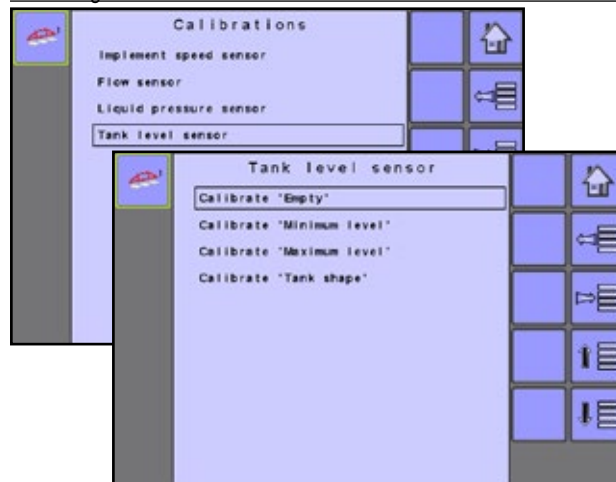 Calibrations
Implement speed sensor
Flow sensor
Liquid pressure sensor
Tank level sensor
Tank level sensor
Calibrate "Empty"
Calibrate "Minimum level"
Calibrate "Maximum level"
Calibrate "Tank shape"